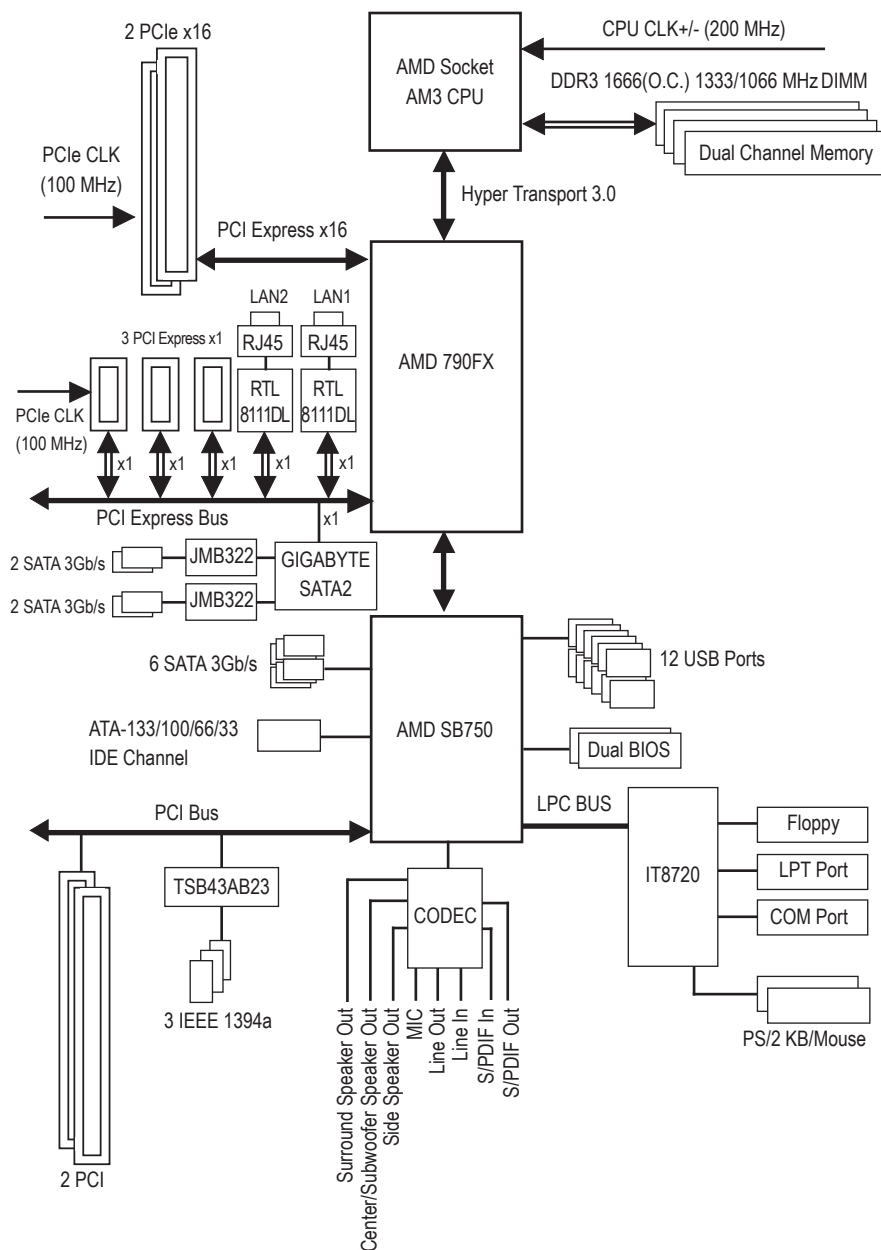 2 PCIe x16
CPU CLK+/- (200 MHz)
AMD Socket
AM3 CPU
DDR3 1666(O.C.) 1333/1066 MHz DIMM
Dual Channel Memory
PCIe CLK
(100 MHz)
Hyper Transport 3.0
PCI Express x16
LAN2
LAN1
RJ45
RJ45
3 PCI Express x1
AMD 790FX
RTL
8111DL
RTL
8111DL
PCIe CLK
(100 MHz)
x1
x1
x1
x1
x1
PCI Express Bus
x1
2 SATA 3Gb/s
JMB322
GIGABYTE
SATA2
2 SATA 3Gb/s
JMB322
6 SATA 3Gb/s
12 USB Ports
ATA-133/100/66/33
IDE Channel
AMD SB750
Dual BIOS
PCI Bus
LPC BUS
Floppy
IT8720
LPT Port
COM Port
TSB43AB23
CODEC
3 IEEE 1394a
PS/2 KB/Mouse
Surround Speaker Out
Center/Subwoofer Speaker Out
Side Speaker Out
MIC
Line Out
Line In
S/PDIF In
S/PDIF Out
2 PCI